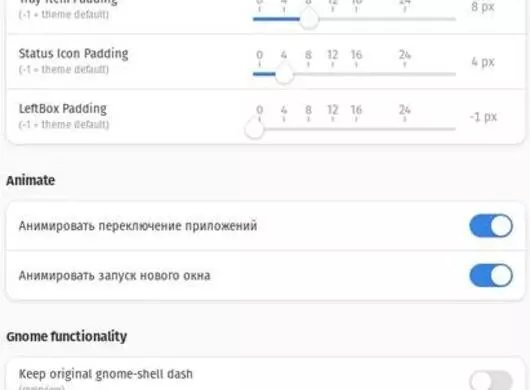 Tray Item Padding
(-1 = theme default)
0 4 8 12 16 24
8 px
Status Icon Padding
(-1 = theme default)
0 4 8 12 16 24
4 px
LeftBox Padding
(-1 = theme default)
0 4 8 12 16 24
-1 px
Animate
Анимировать переключение приложений
Анимировать запуск нового окна
Gnome functionality
Keep original gnome-shell dash